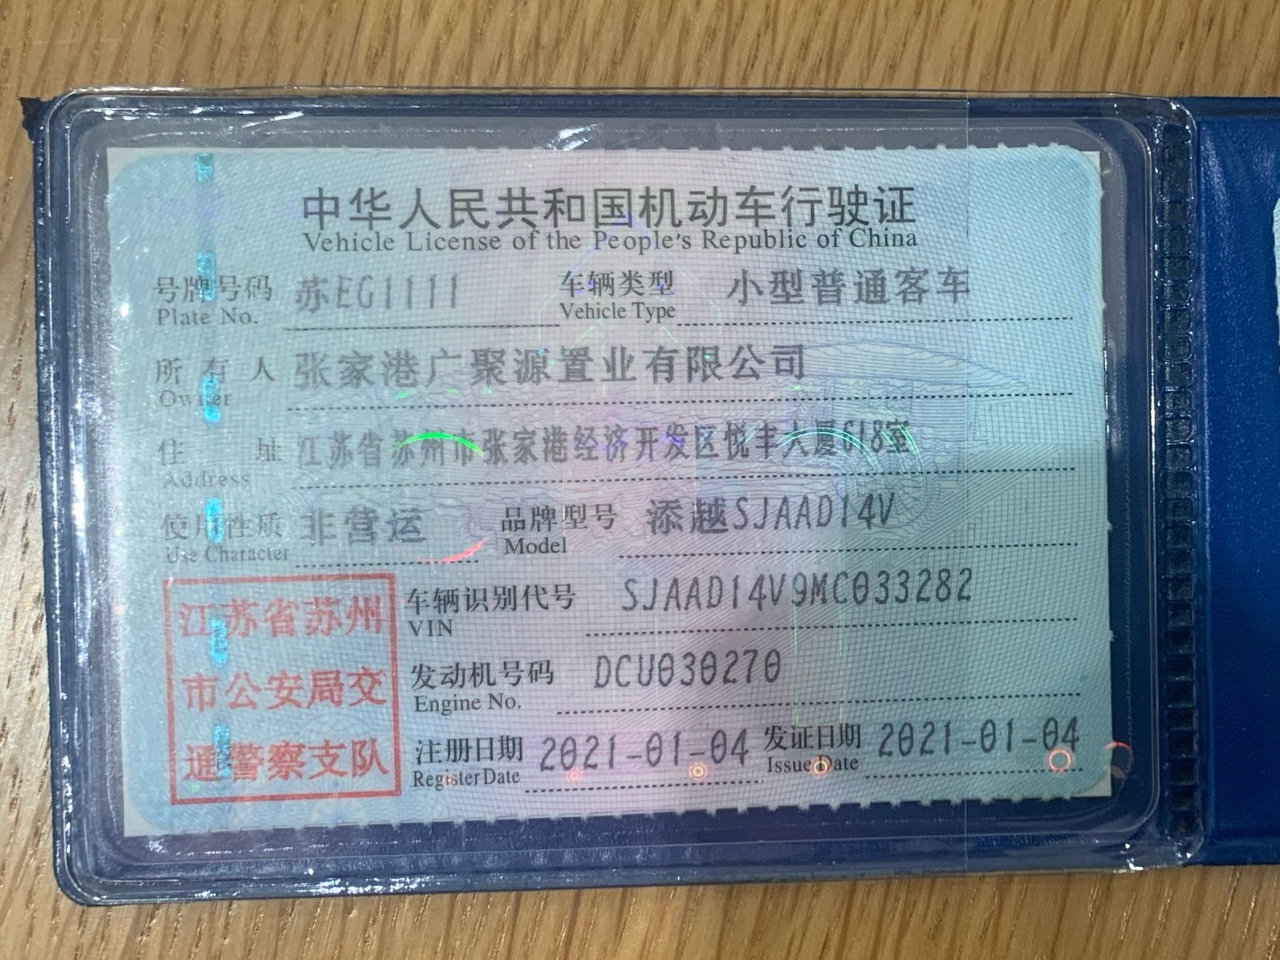 中华人民共和国机动车行驶证
Vehicle License of the People's Republic of China
号牌号码 苏EG1111 车辆类型 小型普通客车
Plate No. Vehicle Type
所有人 张家港广聚源置业有限公司
Owner
住址 江苏省苏州市张家港经济开发区悦丰大厦618室
Address
使用性质 非营运 品牌型号 添越SJAAD14V
Use Character Model
车辆识别代号 SJAAD14V9MC033282
VIN
发动机号码 DCU030270
Engine No.
注册日期 2021-01-04 发证日期 2021-01-04
Register Date Issue Date
江苏省苏州
市公安局交
通警察支队